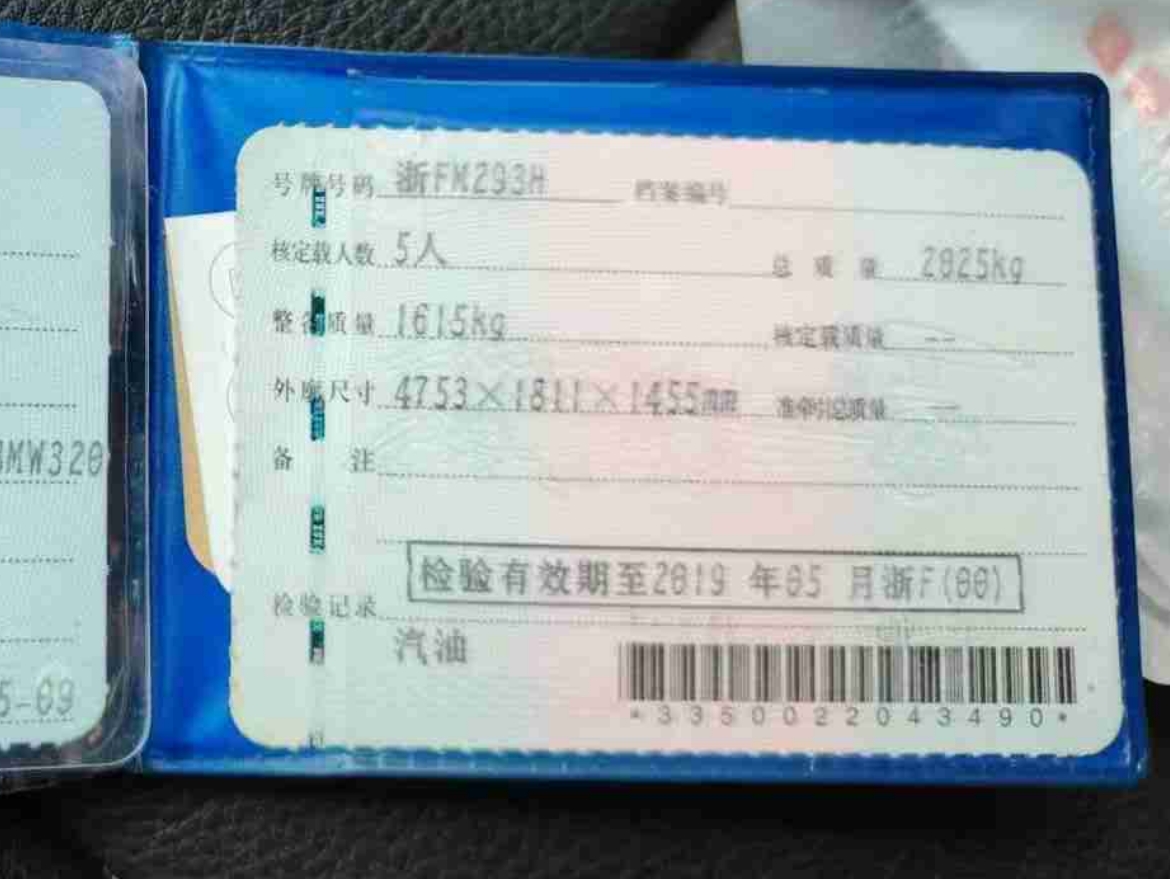 号牌号码 浙FM293H 档案编号
核定载人数 5人 总质量 2025kg
整备质量 1615kg 核定载质量 --
外廓尺寸 4753×1811×1455mm 准牵引总质量 --
备注
检验有效期至2019 年05 月浙F(00)
检验记录
汽油
*3350022043490*
MW320
5-09